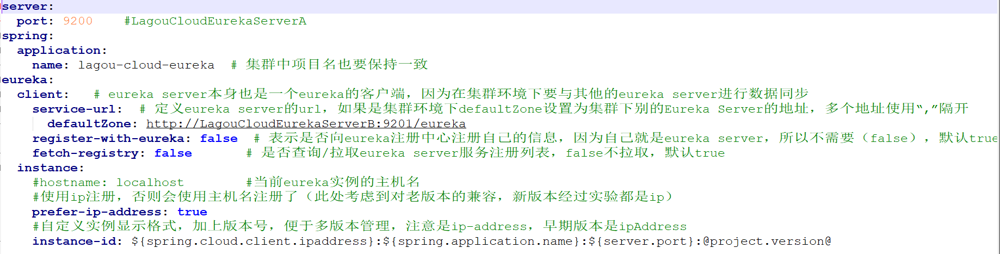 server:
  port: 9200    #LagouCloudEurekaServerA
spring:
  application:
    name: lagou-cloud-eureka  # 集群中项目名也要保持一致
eureka:
  client:   # eureka server本身也是一个eureka的客户端，因为在集群环境下要与其他的eureka server进行数据同步
    service-url:  # 定义eureka server的url，如果是集群环境下defaultZone设置为集群下别的Eureka Server的地址，多个地址使用“,”隔开
      defaultZone: http://LagouCloudEurekaServerB:9201/eureka
    register-with-eureka: false  # 表示是否向eureka注册中心注册自己的信息，因为自己就是eureka server，所以不需要（false），默认true
    fetch-registry: false       # 是否查询/拉取eureka server服务注册列表，false不拉取，默认true
  instance:
    #hostname: localhost        #当前eureka实例的主机名
    #使用ip注册，否则会使用主机名注册了（此处考虑到对老版本的兼容，新版本经过实验都是ip）
    prefer-ip-address: true
    #自定义实例显示格式，加上版本号，便于多版本管理，注意是ip-address，早期版本是ipAddress
    instance-id: ${spring.cloud.client.ipaddress}:${spring.application.name}:${server.port}:@project.version@